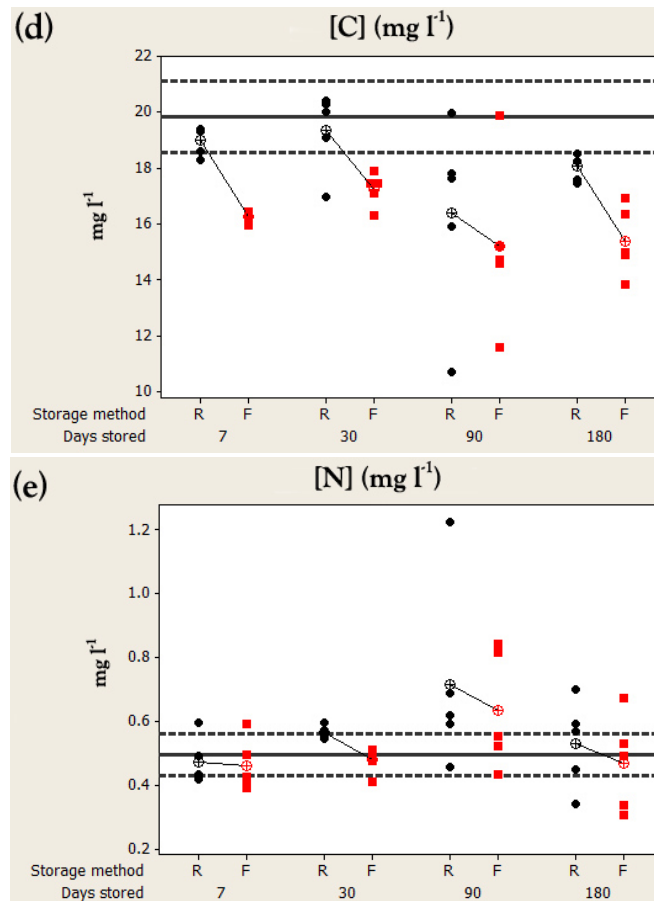 (d) [C] (mg l-1)
22
20
18
16
14
12
10
mg l-1
Storage method R F R F R F R F
Days stored 7 30 90 180
(e) [N] (mg l-1)
1.2
1.0
0.8
0.6
0.4
0.2
mg l-1
Storage method R F R F R F R F
Days stored 7 30 90 180